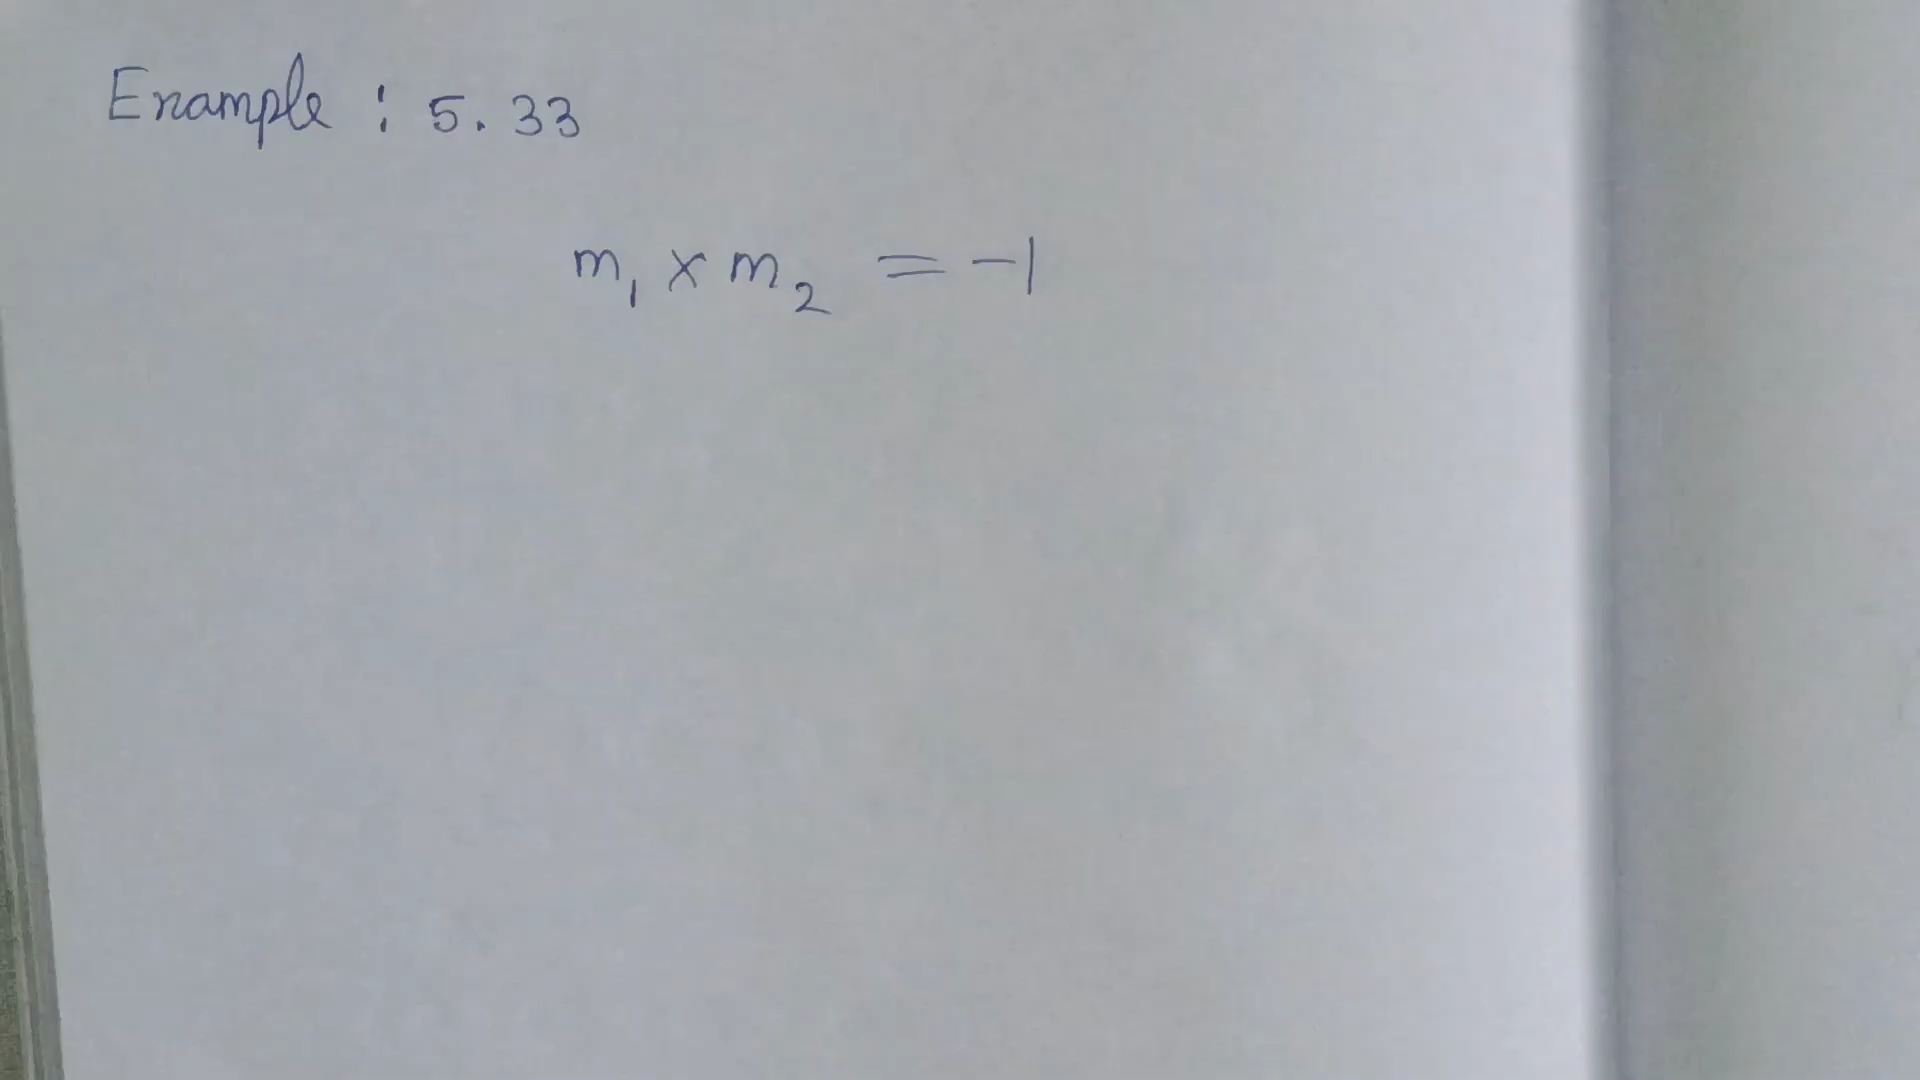 Example : 5.33
m₁ × m₂ = -1